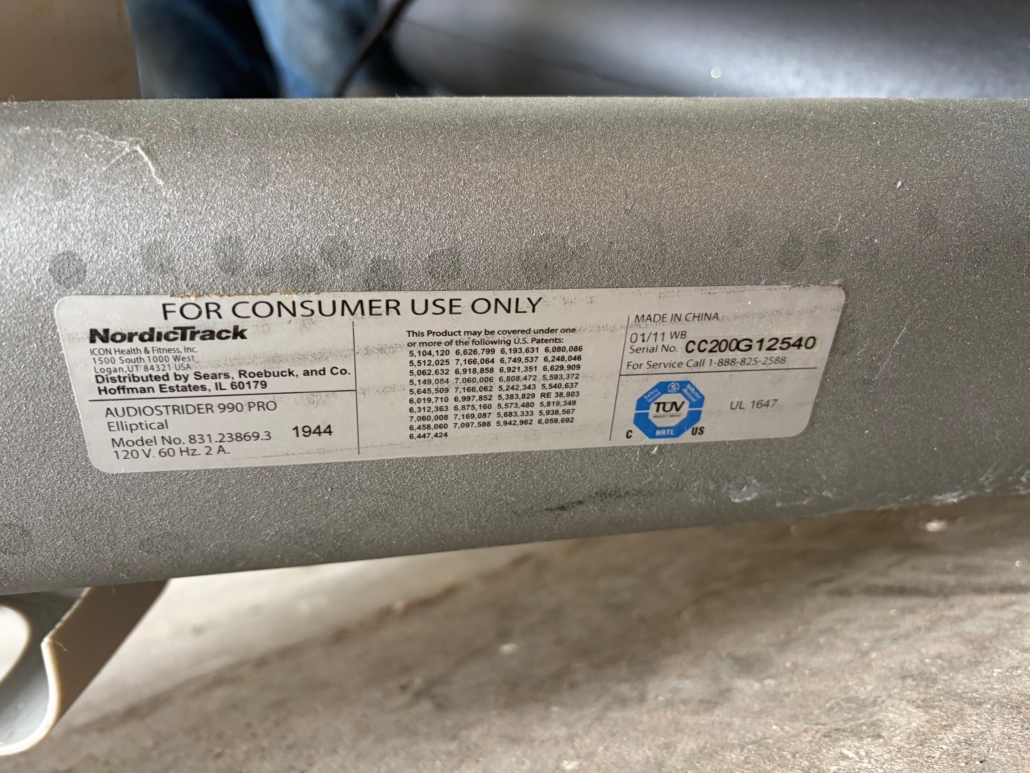 FOR CONSUMER USE ONLY
NordicTrack
ICON Health & Fitness, Inc.
1500 South 1000 West,
Logan, UT 84321 USA
Distributed by Sears, Roebuck, and Co.
Hoffman Estates, IL 60179
AUDIOSTRIDER 990 PRO
Elliptical
Model No. 831.23869.3 1944
120 V. 60 Hz. 2 A.
This Product may be covered under one
or more of the following U.S. Patents:
5,104,120 6,626,799 6,193,631 6,080,086
5,512,025 7,166,064 6,749,537 6,248,046
5,062,632 6,918,858 6,921,351 6,629,909
5,149,084 7,060,006 6,808,472 5,593,372
5,645,509 7,166,062 5,242,343 5,540,637
6,019,710 6,997,852 5,383,829 RE 38,803
6,312,363 6,875,160 5,573,480 5,819,349
7,060,008 7,169,087 5,683,333 5,938,567
6,458,060 7,097,588 5,942,962 6,059,692
6,447,424
MADE IN CHINA
01/11 WB
Serial No. CC200G12540
For Service Call 1-888-825-2588
TÜV
C NRTL US
UL 1647